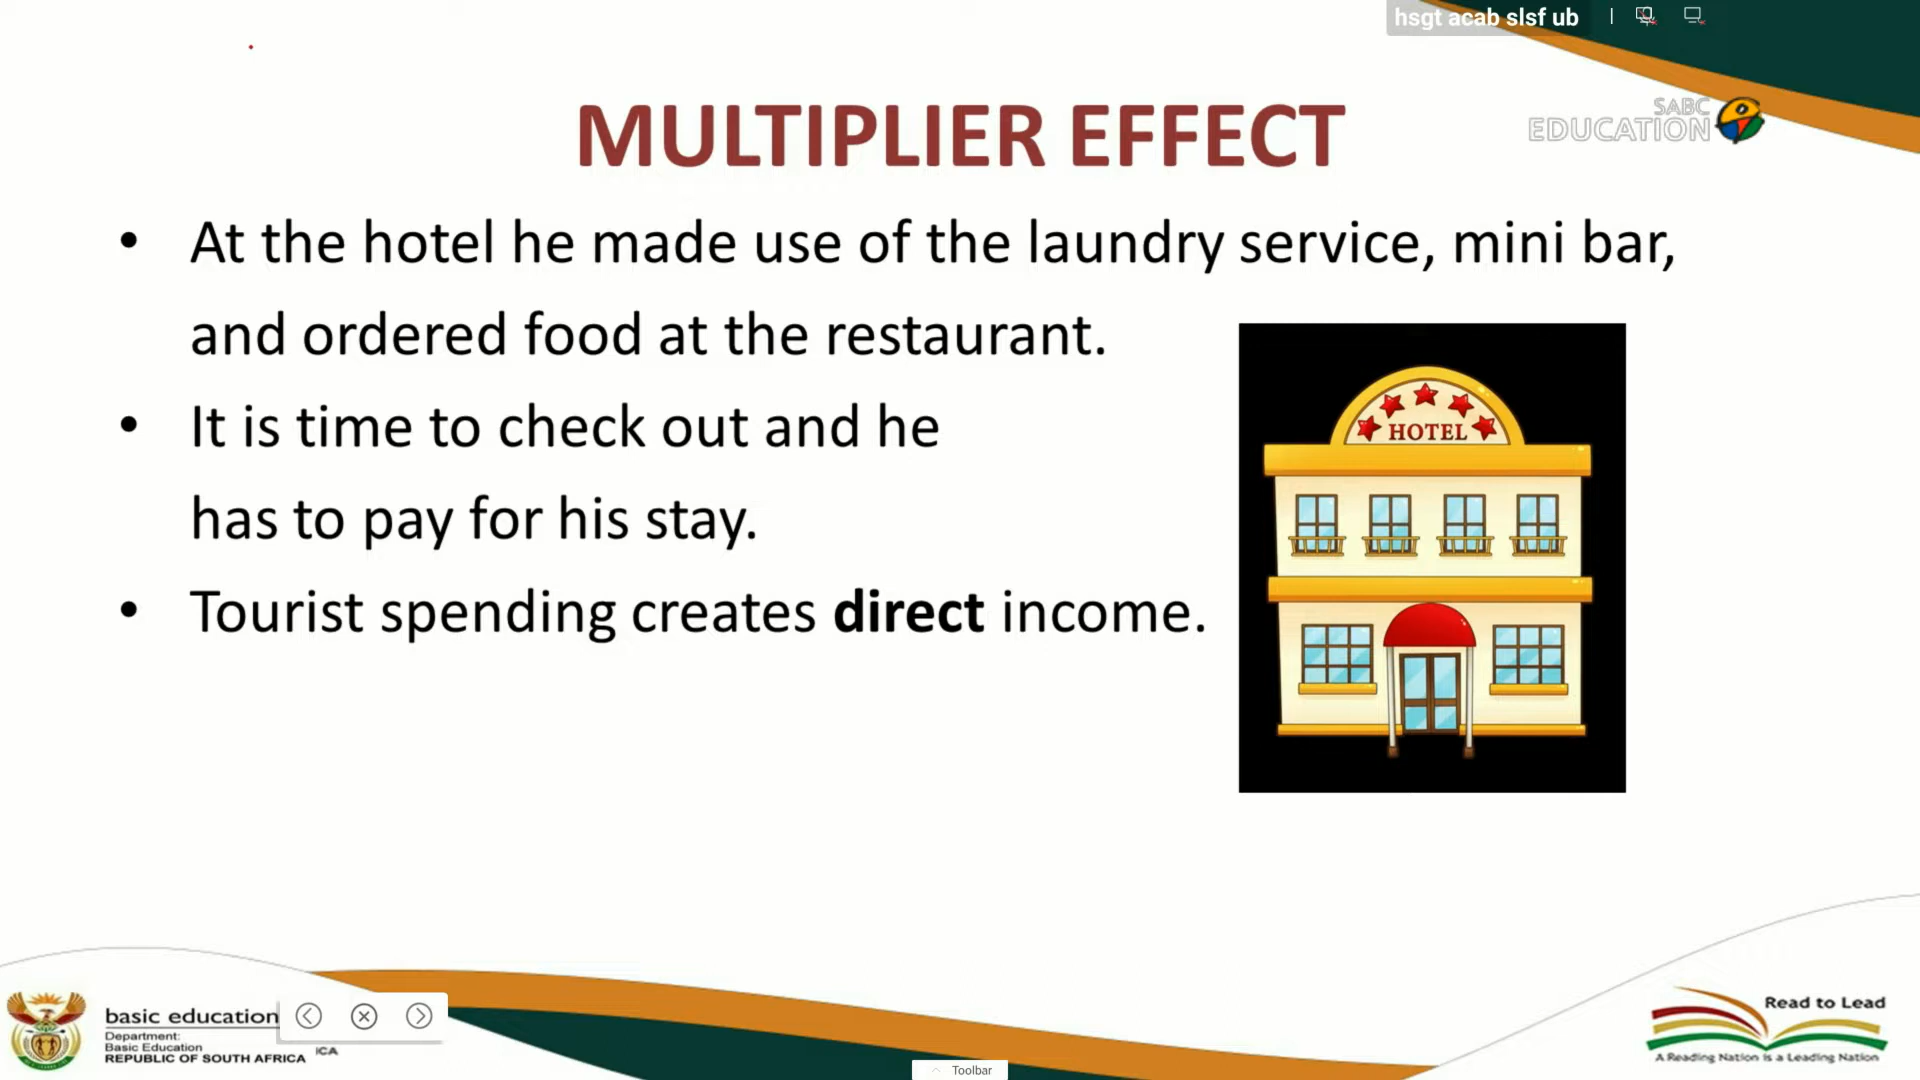 hsgt acab slsf ub
MULTIPLIER EFFECT
SABC
EDUCATION
• At the hotel he made use of the laundry service, mini bar,
and ordered food at the restaurant.
• It is time to check out and he
has to pay for his stay.
• Tourist spending creates direct income.
HOTEL
basic education
Department:
Basic Education
REPUBLIC OF SOUTH AFRICA
ICA
Read to Lead
A Reading Nation is a Leading Nation
Toolbar